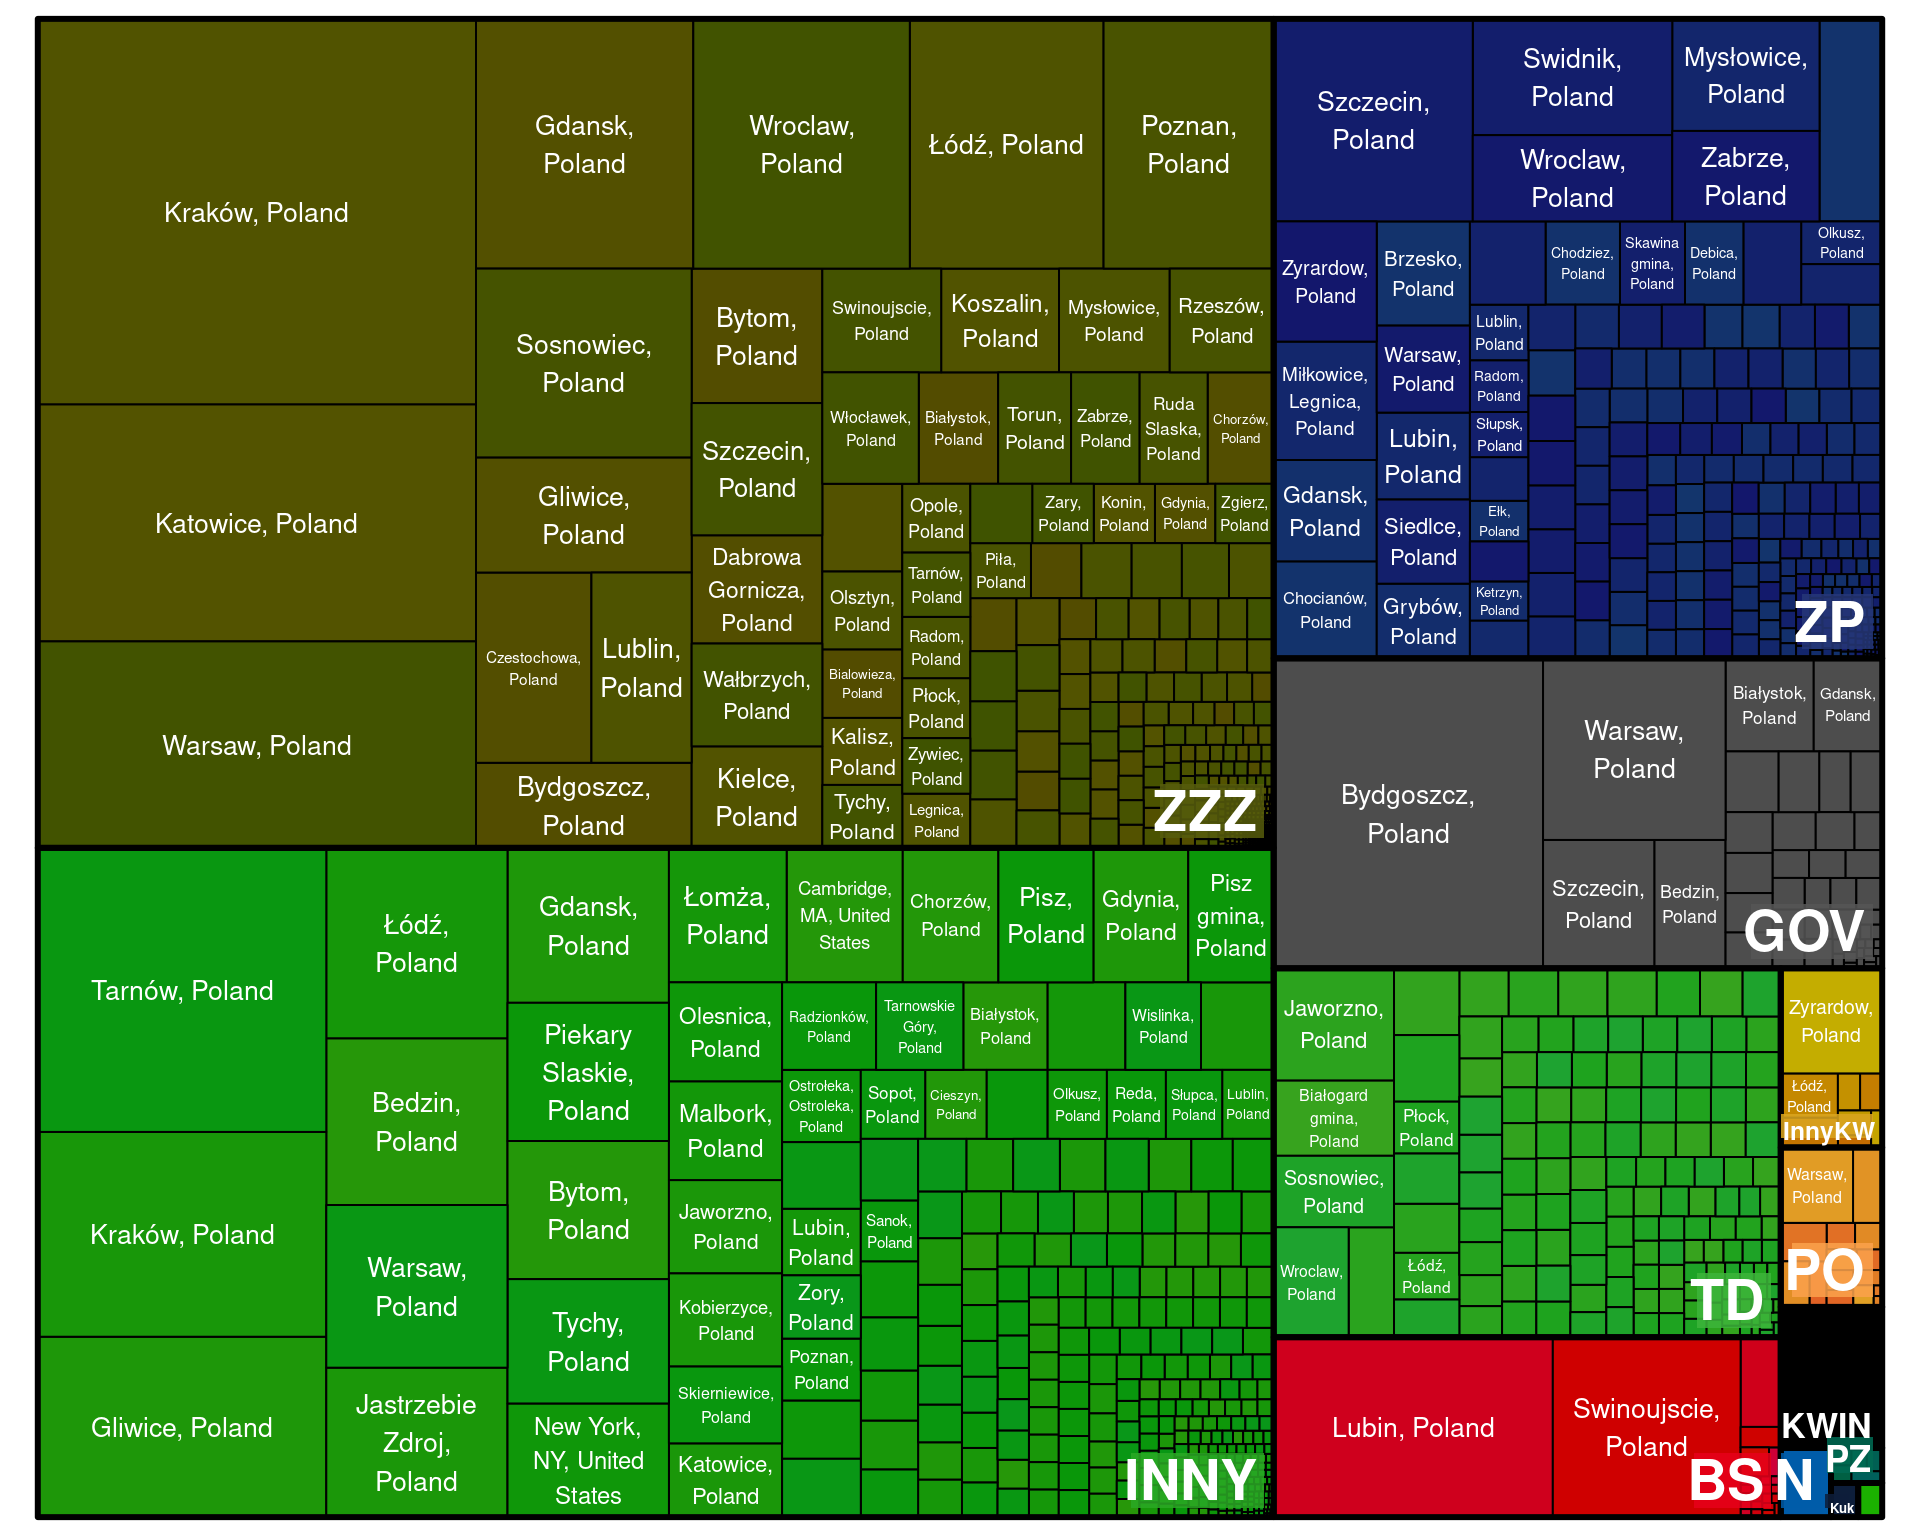 Kraków, Poland
Katowice, Poland
Warsaw, Poland
Gdansk,
Poland
Wroclaw,
Poland
Łódź, Poland
Poznan,
Poland
Sosnowiec,
Poland
Gliwice,
Poland
Czestochowa,
Poland
Lublin,
Poland
Bydgoszcz,
Poland
Bytom,
Poland
Szczecin,
Poland
Dabrowa
Gornicza,
Poland
Wałbrzych,
Poland
Kielce,
Poland
Swinoujscie,
Poland
Koszalin,
Poland
Mysłowice,
Poland
Rzeszów,
Poland
Włocławek,
Poland
Białystok,
Poland
Torun,
Poland
Zabrze,
Poland
Ruda
Slaska,
Poland
Chorzów,
Poland
Olsztyn,
Poland
Bialowieza,
Poland
Kalisz,
Poland
Tychy,
Poland
Opole,
Poland
Tarnów,
Poland
Radom,
Poland
Płock,
Poland
Zywiec,
Poland
Legnica,
Poland
Zary,
Poland
Konin,
Poland
Gdynia,
Poland
Zgierz,
Poland
Piła,
Poland
ZZZ
Szczecin,
Poland
Swidnik,
Poland
Wroclaw,
Poland
Mysłowice,
Poland
Zabrze,
Poland
Zyrardow,
Poland
Miłkowice,
Legnica,
Poland
Gdansk,
Poland
Chocianów,
Poland
Brzesko,
Poland
Warsaw,
Poland
Lubin,
Poland
Siedlce,
Poland
Grybów,
Poland
Chodziez,
Poland
Skawina
gmina,
Poland
Debica,
Poland
Olkusz,
Poland
Lublin,
Poland
Radom,
Poland
Słupsk,
Poland
Ełk,
Poland
Ketrzyn,
Poland
ZP
Bydgoszcz,
Poland
Warsaw,
Poland
Szczecin,
Poland
Bedzin,
Poland
Białystok,
Poland
Gdansk,
Poland
GOV
Tarnów, Poland
Kraków, Poland
Gliwice, Poland
Łódź,
Poland
Bedzin,
Poland
Warsaw,
Poland
Jastrzebie
Zdroj,
Poland
Gdansk,
Poland
Piekary
Slaskie,
Poland
Bytom,
Poland
Tychy,
Poland
New York,
NY, United
States
Łomża,
Poland
Cambridge,
MA, United
States
Chorzów,
Poland
Pisz,
Poland
Gdynia,
Poland
Pisz
gmina,
Poland
Olesnica,
Poland
Malbork,
Poland
Jaworzno,
Poland
Kobierzyce,
Poland
Skierniewice,
Poland
Katowice,
Poland
Radzionków,
Poland
Tarnowskie
Góry,
Poland
Białystok,
Poland
Wislinka,
Poland
Ostrołeka,
Ostroleka,
Poland
Sopot,
Poland
Cieszyn,
Poland
Olkusz,
Poland
Reda,
Poland
Słupca,
Poland
Lublin,
Poland
Lubin,
Poland
Zory,
Poland
Poznan,
Poland
Sanok,
Poland
INNY
Jaworzno,
Poland
Białogard
gmina,
Poland
Sosnowiec,
Poland
Wroclaw,
Poland
Płock,
Poland
Łódź,
Poland
TD
Zyrardow,
Poland
Łódź,
Poland
InnyKW
Warsaw,
Poland
PO
Lubin, Poland
Swinoujscie,
Poland
BS
KWIN
PZ
N
Kuk